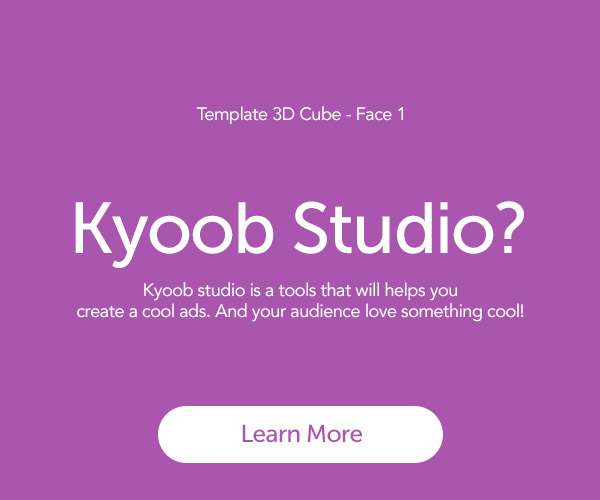 Template 3D Cube - Face 1
Kyoob Studio?
Kyoob studio is a tools that will helps you
create a cool ads. And your audience love something cool!
Learn More